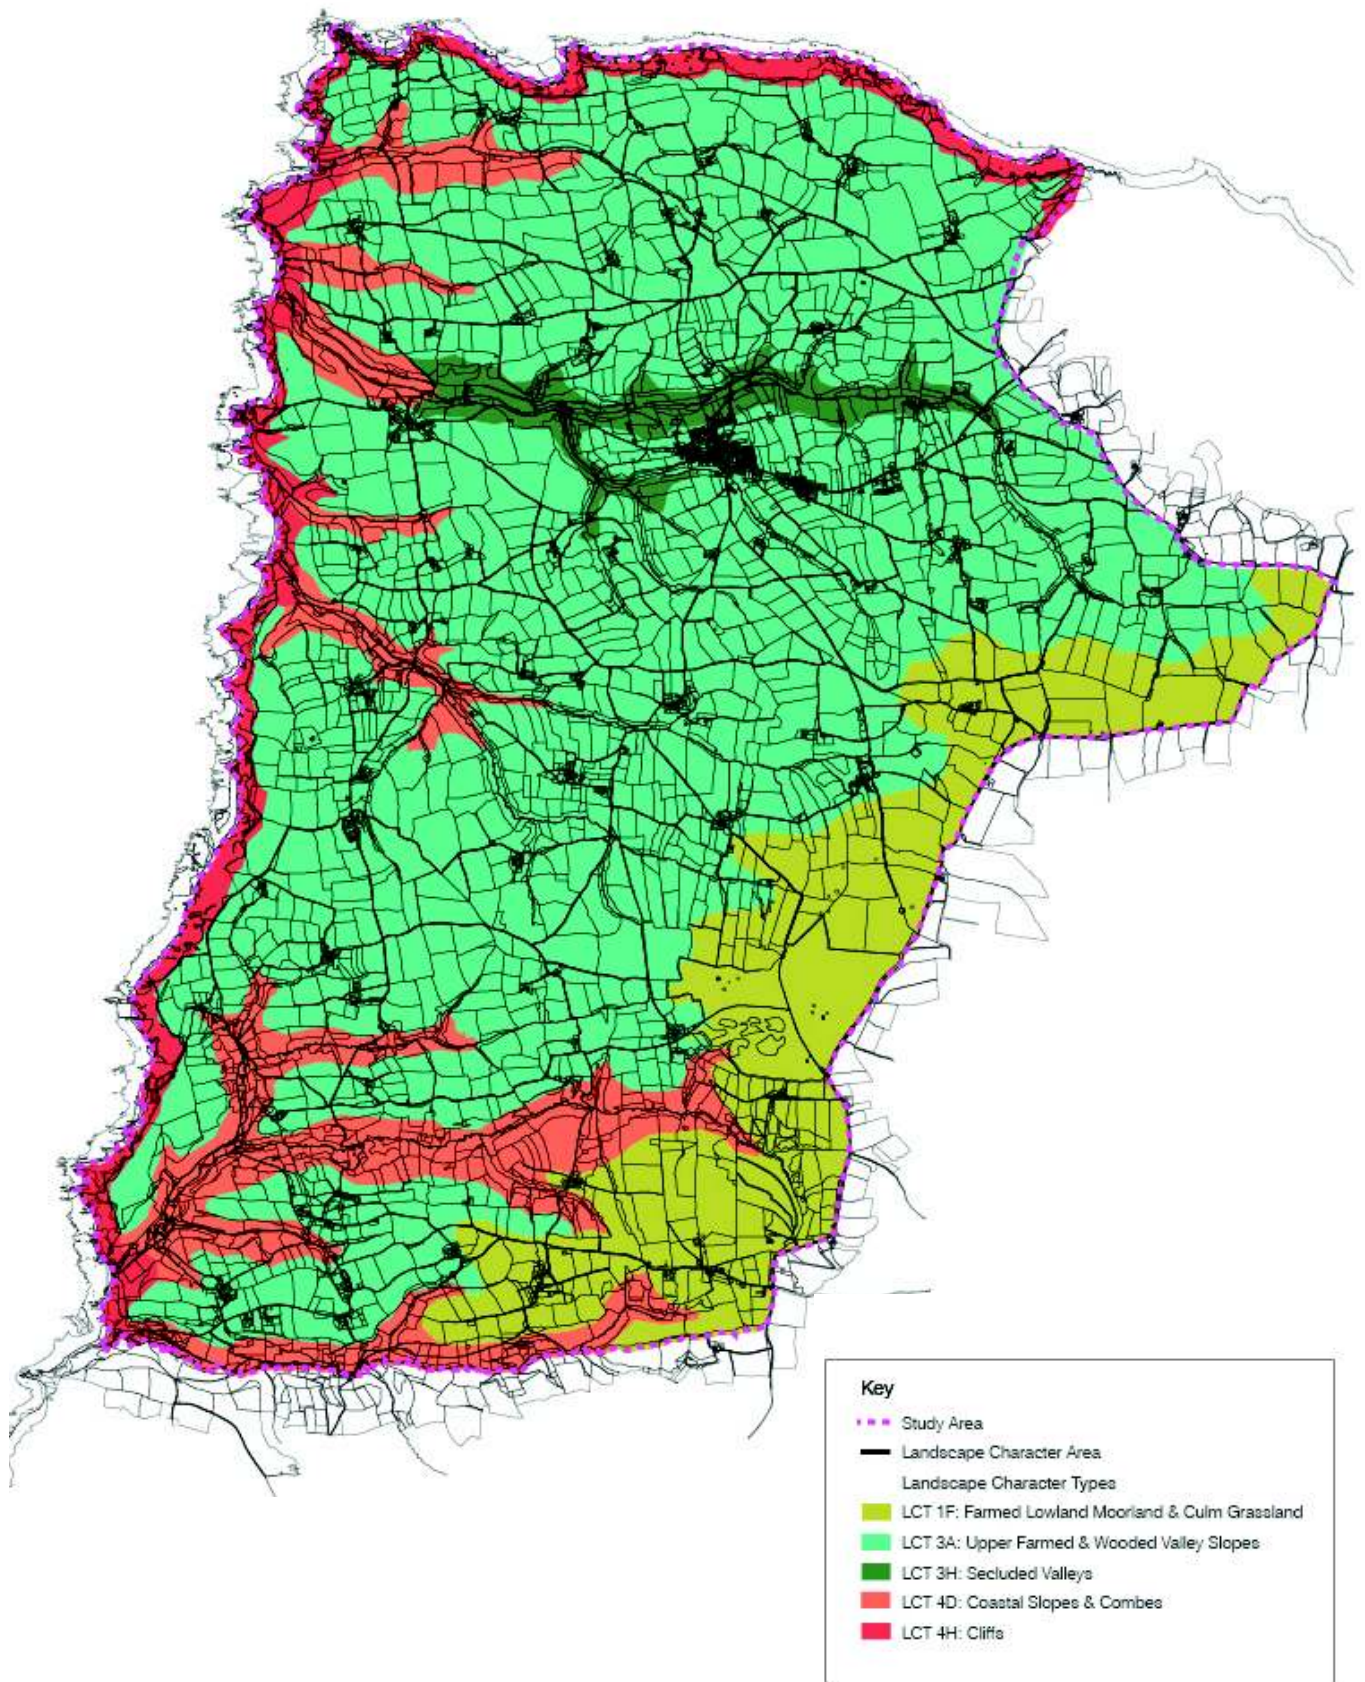 Key
Study Area
Landscape Character Area
Landscape Character Types
LCT 1F: Farmed Lowland Moorland & Culm Grassland
LCT 3A: Upper Farmed & Wooded Valley Slopes
LCT 3H: Secluded Valleys
LCT 4D: Coastal Slopes & Combes
LCT 4H: Cliffs